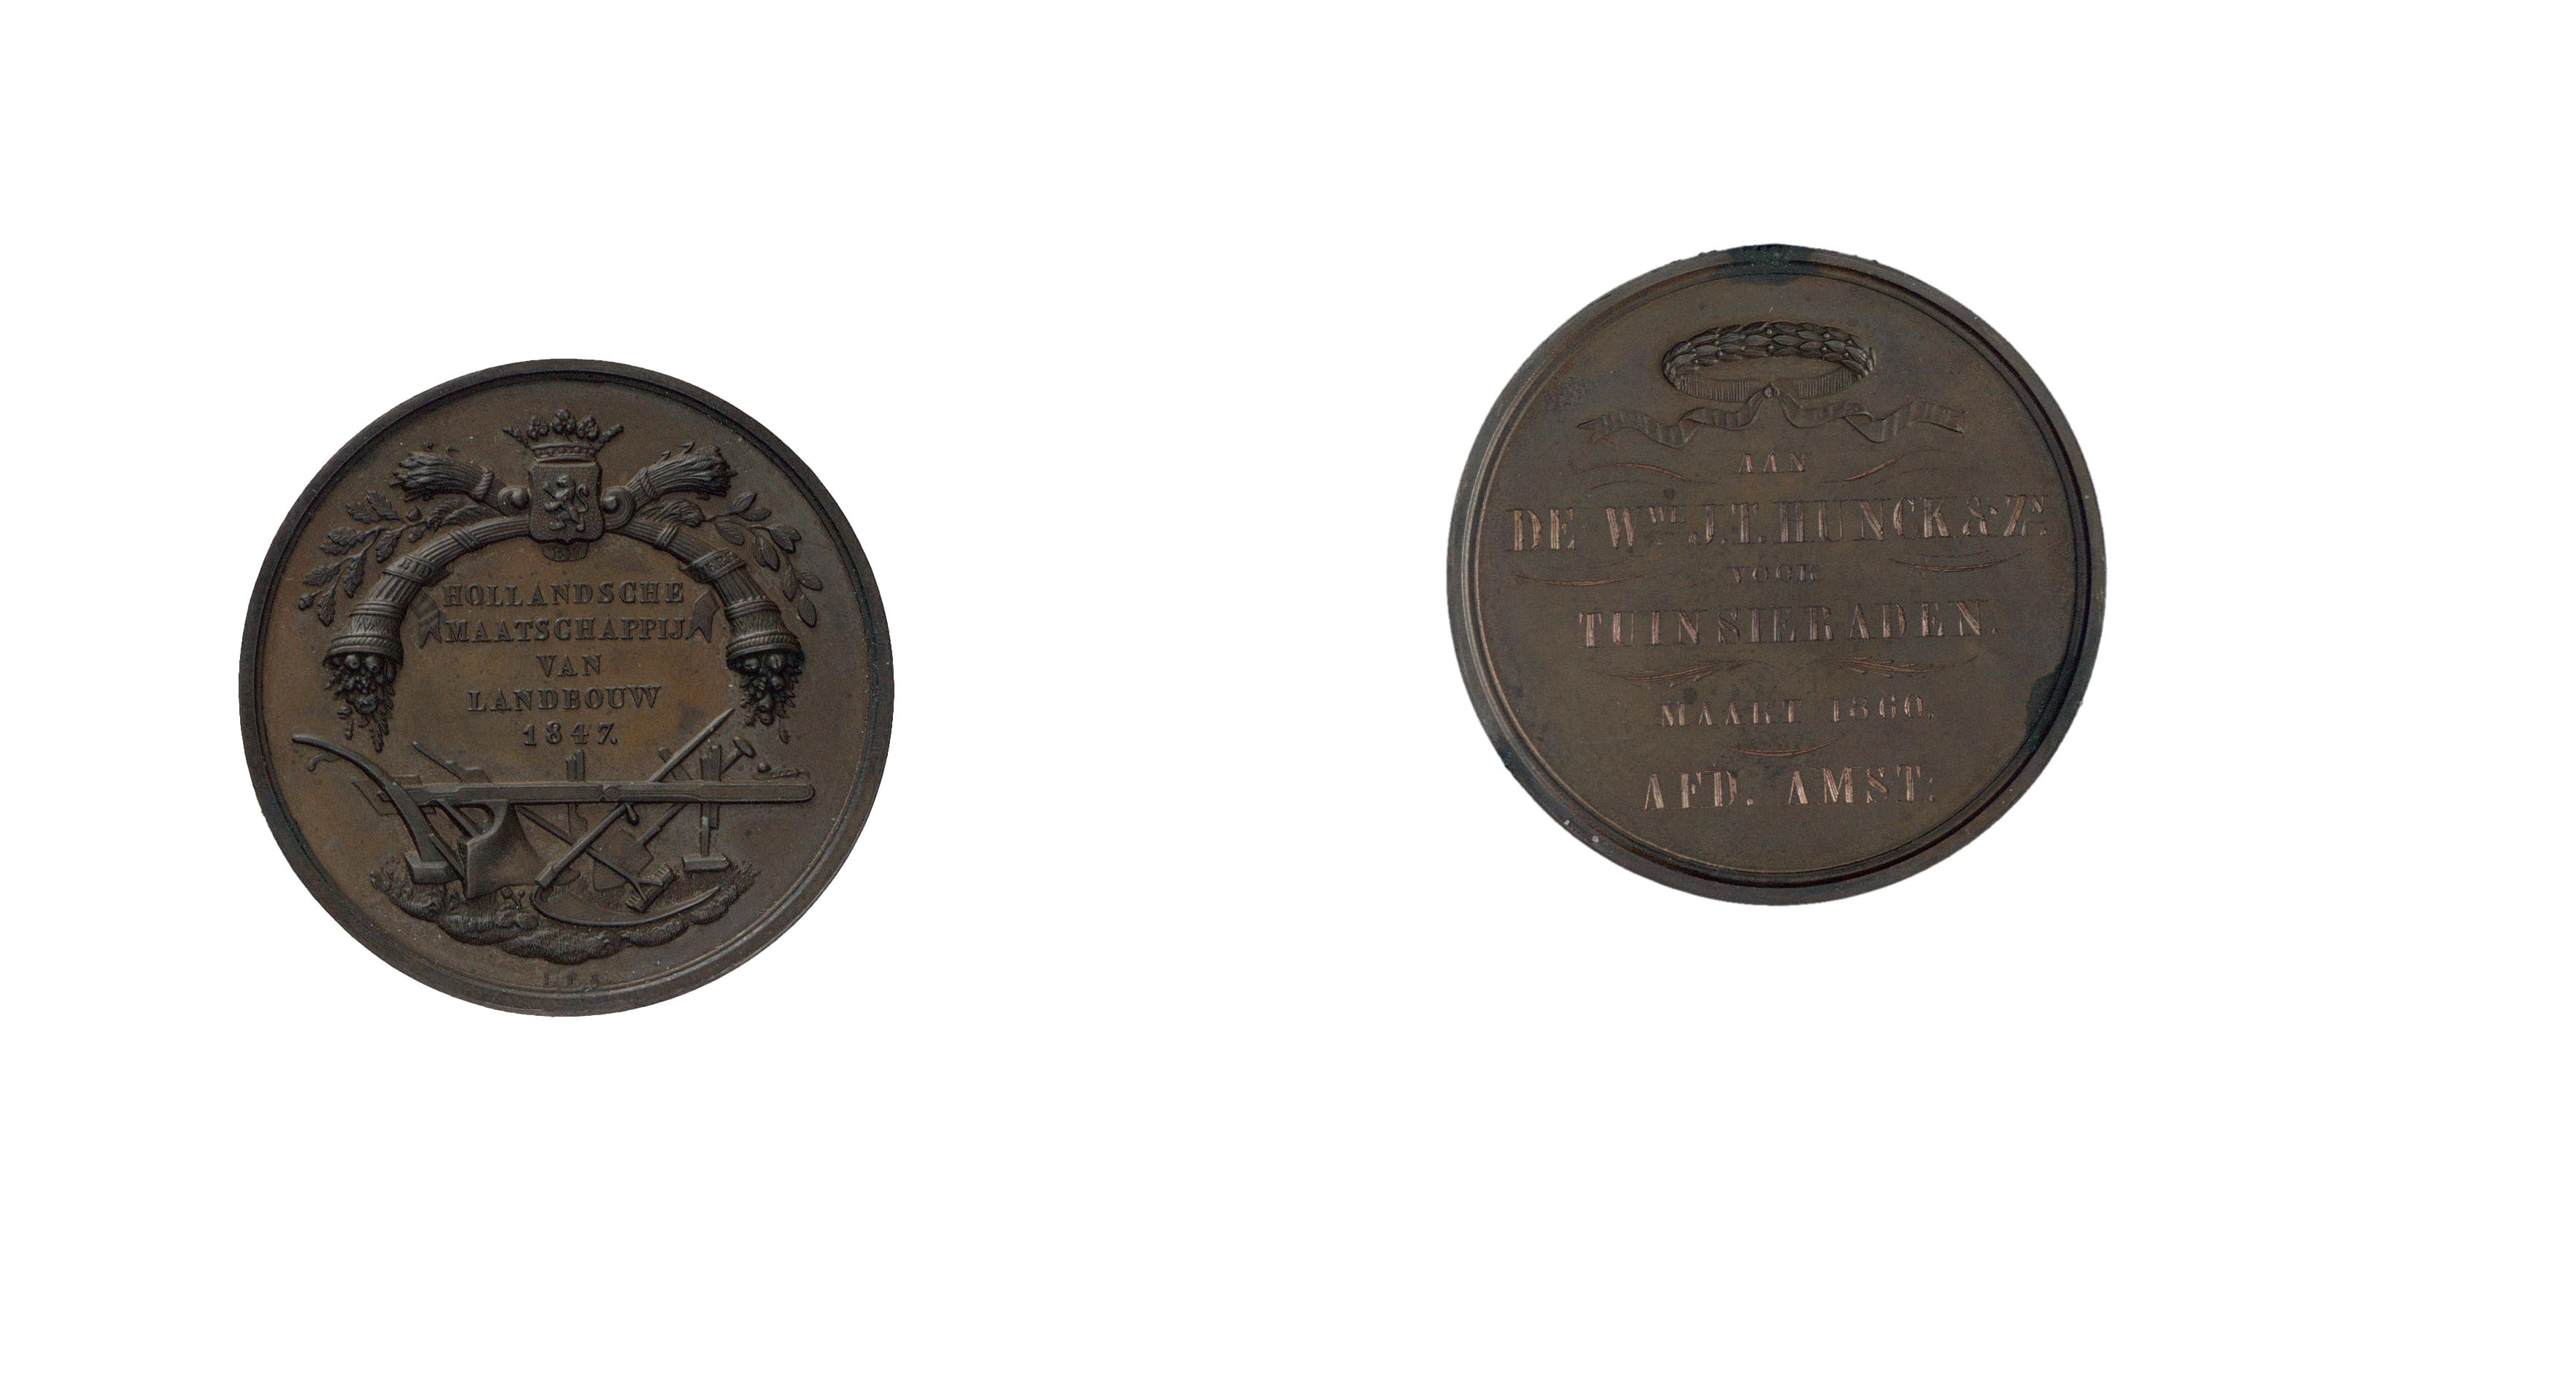 HOLLANDSCHE
MAATSCHAPPIJ
VAN
LANDBOUW
1847.
I.P.S.
AAN
DE Wwe J.T. HUNCK & Zn
VOOR
TUINSIERADEN.
MAART 1860.
AFD. AMST: